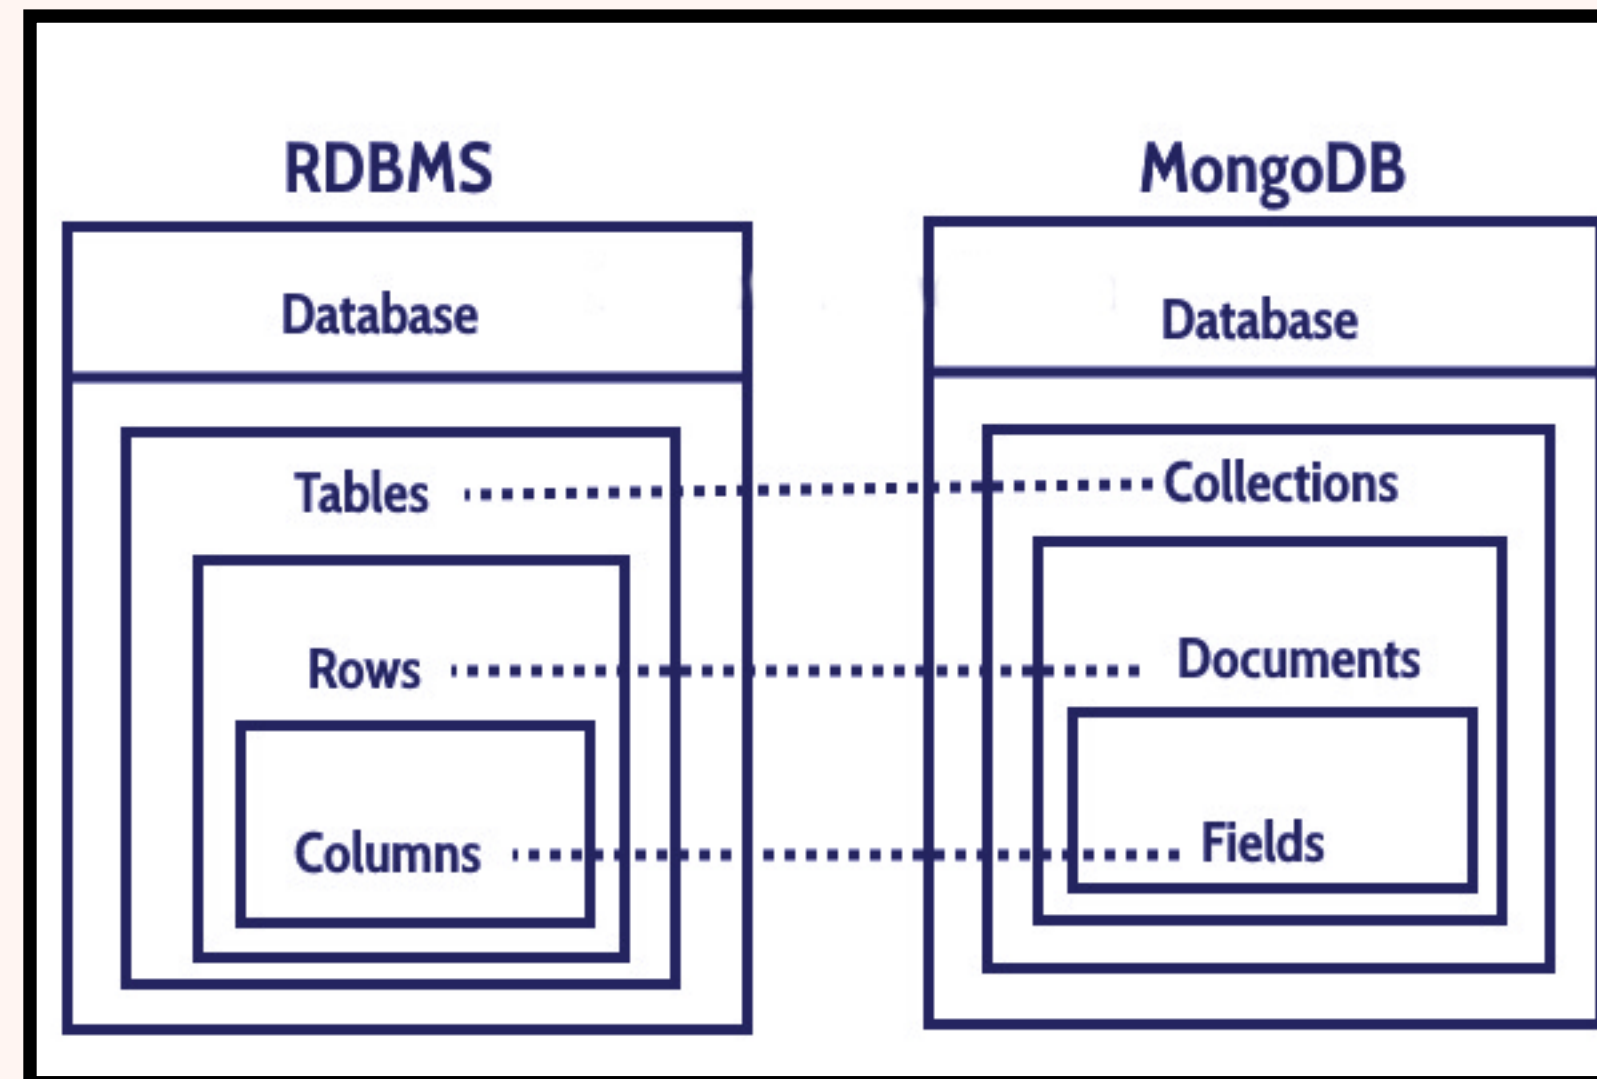 RDBMS
MongoDB
Database
Database
Tables
Collections
Rows
Documents
Columns
Fields